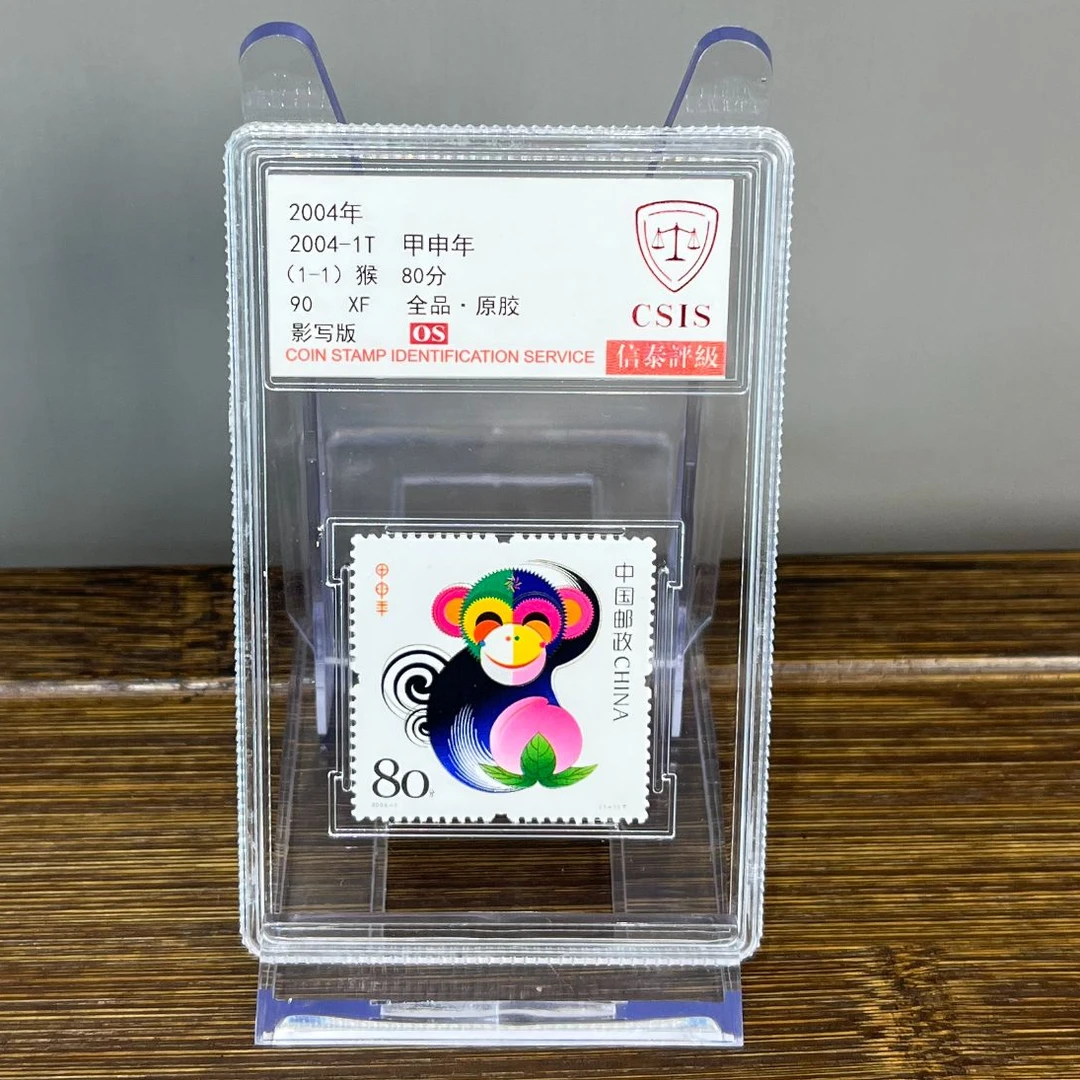 2004年
2004-1T 甲申年
(1-1) 猴 80分
90 XF 全品·原胶
影写版 OS
COIN STAMP IDENTIFICATION SERVICE
CSIS
信泰評級
甲申年
中国邮政CHINA
80分
2004-1